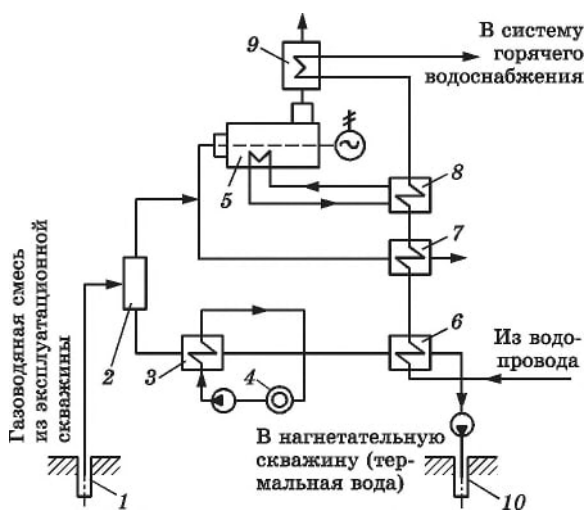 В систему
горячего
водоснабжения
9
5
8
7
Газоводяная смесь
из эксплуатационной
скважины
2
3
4
6
Из водо-
провода
В нагнетательную
скважину (тер-
мальная вода)
1
10